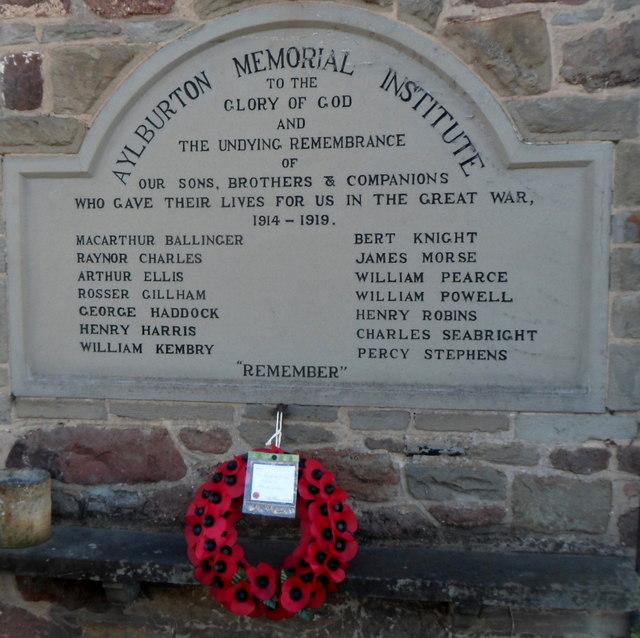 AYLBURTON MEMORIAL INSTITUTE
TO THE
GLORY OF GOD
AND
THE UNDYING REMEMBRANCE
OF
OUR SONS, BROTHERS & COMPANIONS
WHO GAVE THEIR LIVES FOR US IN THE GREAT WAR,
1914-1919.
MACARTHUR BALLINGER
RAYNOR CHARLES
ARTHUR ELLIS
ROSSER GILLHAM
GEORGE HADDOCK
HENRY HARRIS
WILLIAM KEMBRY
BERT KNIGHT
JAMES MORSE
WILLIAM PEARCE
WILLIAM POWELL
HENRY ROBINS
CHARLES SEABRIGHT
PERCY STEPHENS
"REMEMBER"